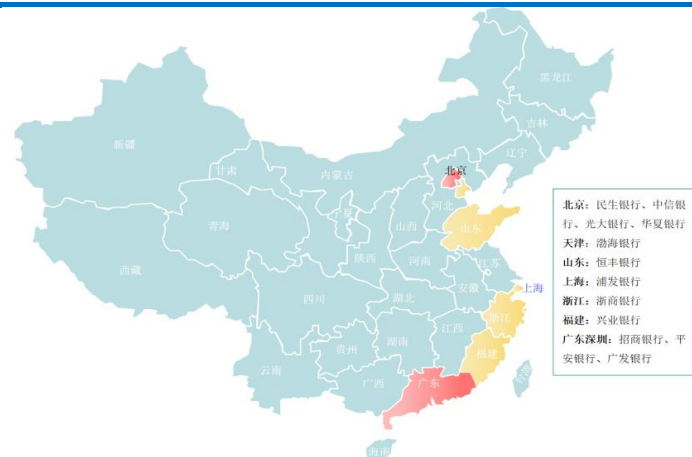 黑龙江
吉林
辽宁
新疆
甘肃
内蒙古
北京
河北
宁夏
山西
山东
青海
陕西
河南
江苏
西藏
四川
湖北
安徽
上海
浙江
江西
湖南
贵州
福建
云南
广西
广东
台湾
海南
北京：民生银行、中信银
行、光大银行、华夏银行
天津：渤海银行
山东：恒丰银行
上海：浦发银行
浙江：浙商银行
福建：兴业银行
广东深圳：招商银行、平
安银行、广发银行